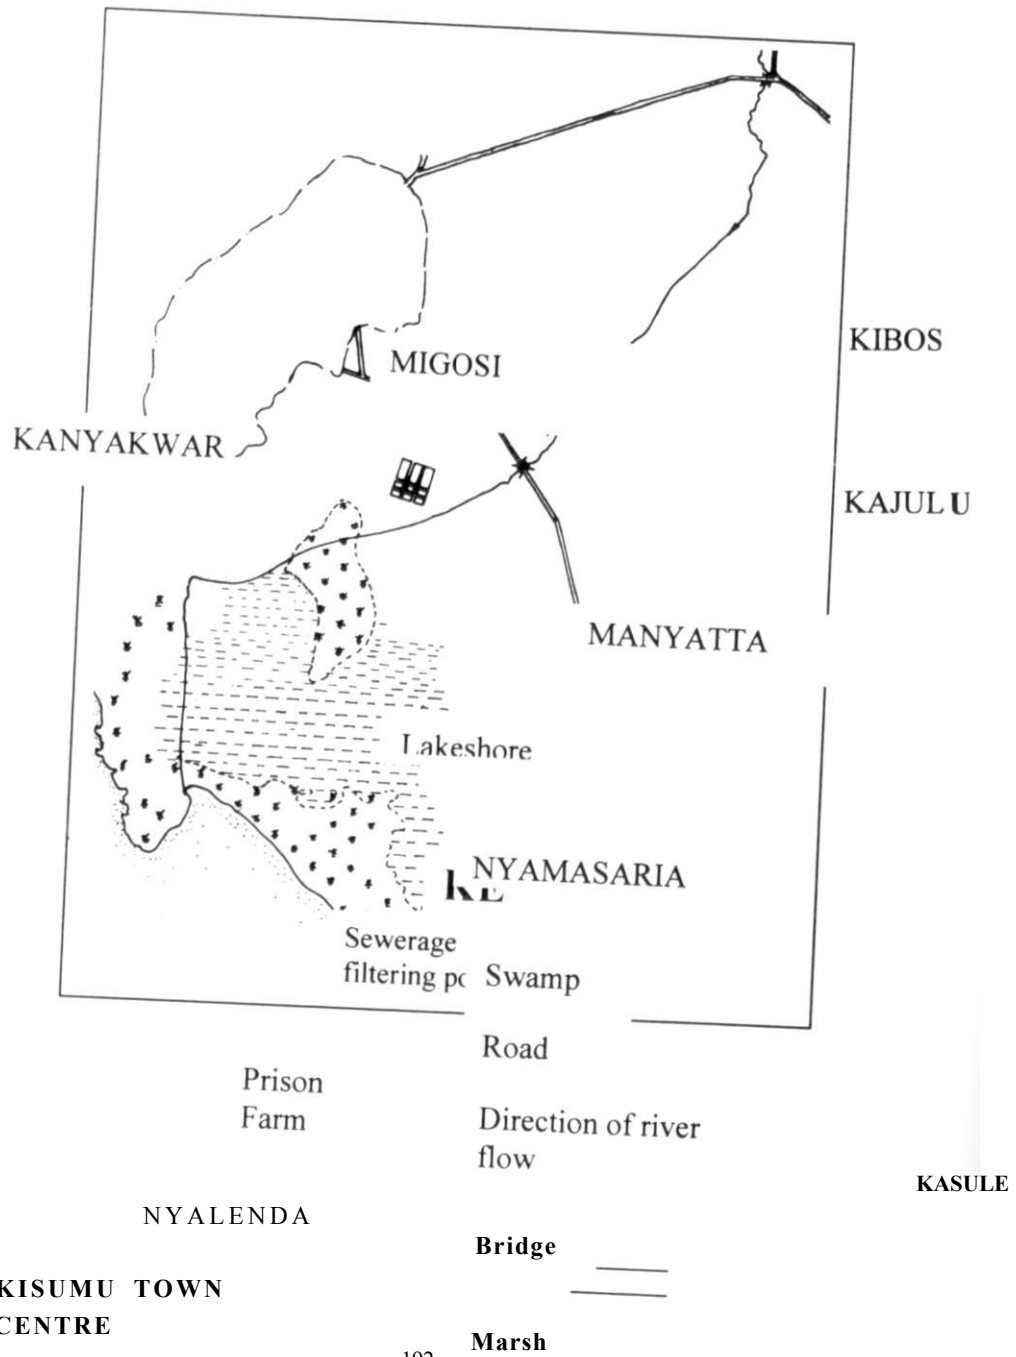 KIBOS
MIGOSI
KANYAKWAR
KAJULU
MANYATTA
Lakeshore
NYAMASARIA
Sewerage
filtering
Swamp
Road
Prison
Farm
Direction of river
flow
KASULE
NYALENDA
Bridge
KISUMU TOWN
CENTRE
Marsh